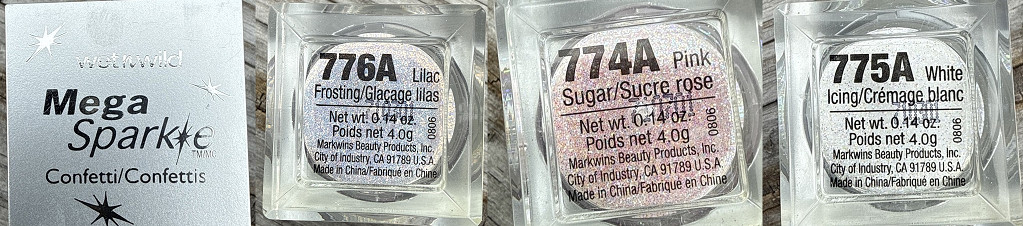 wetnwild
Mega
Sparkle
TM/MC
Confetti/Confettis
776A Lilac
Frosting/Glaçage lilas
Net wt. 0.14 oz.
Poids net 4.0g
0806
Markwins Beauty Products, Inc.
City of Industry, CA 91789 U.S.A.
Made in China/Fabriqué en Chine
774A Pink
Sugar/Sucre rose
Net wt. 0.14 oz.
Poids net 4.0g
0806
Markwins Beauty Products, Inc.
City of Industry, CA 91789 U.S.A.
Made in China/Fabriqué en Chine
775A White
Icing/Crémage blanc
Net wt. 0.14 oz.
Poids net 4.0g
0806
Markwins Beauty Products, Inc.
City of Industry, CA 91789 U.S.A.
Made in China/Fabriqué en Chine